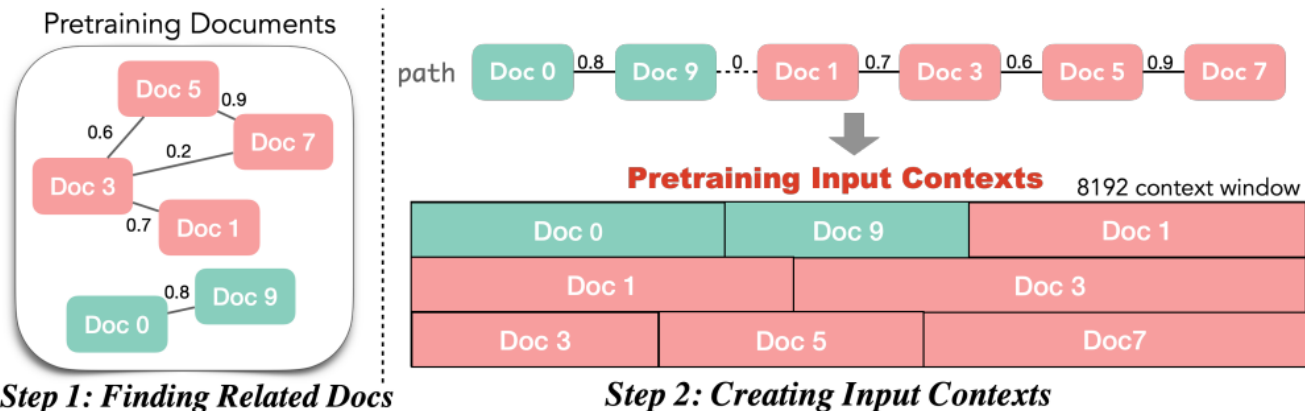 Pretraining Documents
Doc 5
0.9
0.6
Doc 7
0.2
Doc 3
0.7
Doc 1
0.8
Doc 9
Doc 0
Step 1: Finding Related Docs
path Doc 0 0.8 Doc 9 0 Doc 1 0.7 Doc 3 0.6 Doc 5 0.9 Doc 7
Pretraining Input Contexts
8192 context window
Doc 0 Doc 9 Doc 1
Doc 1 Doc 3
Doc 3 Doc 5 Doc7
Step 2: Creating Input Contexts